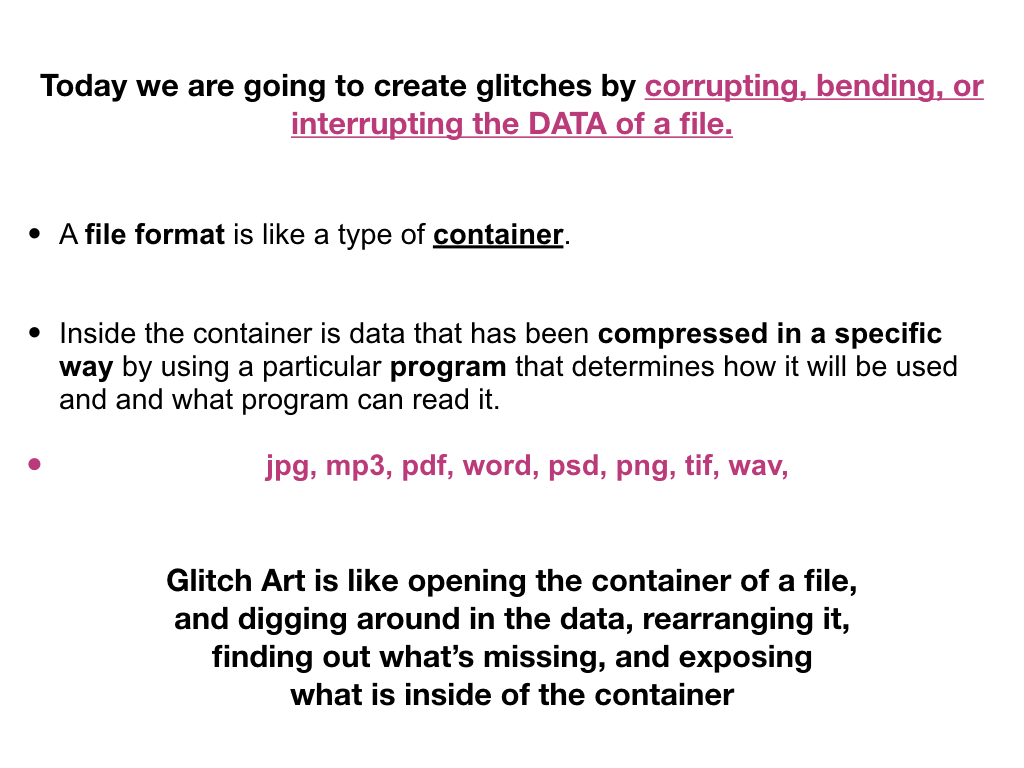 Today we are going to create glitches by corrupting, bending, or
interrupting the DATA of a file.
• A file format is like a type of container.
• Inside the container is data that has been compressed in a specific
way by using a particular program that determines how it will be used
and and what program can read it.
• jpg, mp3, pdf, word, psd, png, tif, wav,
Glitch Art is like opening the container of a file,
and digging around in the data, rearranging it,
finding out what’s missing, and exposing
what is inside of the container